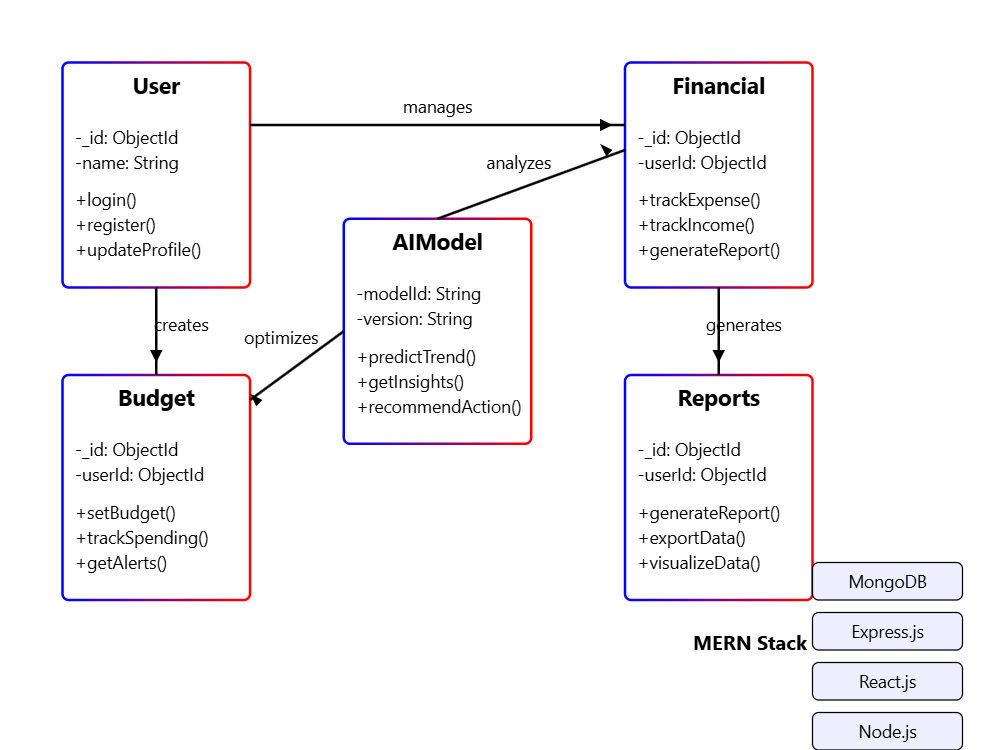 User
-_id: ObjectId
-name: String
+login()
+register()
+updateProfile()
manages
Financial
-_id: ObjectId
-userId: ObjectId
+trackExpense()
+trackIncome()
+generateReport()
analyzes
AIModel
-modelId: String
-version: String
+predictTrend()
+getInsights()
+recommendAction()
creates
optimizes
generates
Budget
-_id: ObjectId
-userId: ObjectId
+setBudget()
+trackSpending()
+getAlerts()
Reports
-_id: ObjectId
-userId: ObjectId
+generateReport()
+exportData()
+visualizeData()
MERN Stack
MongoDB
Express.js
React.js
Node.js